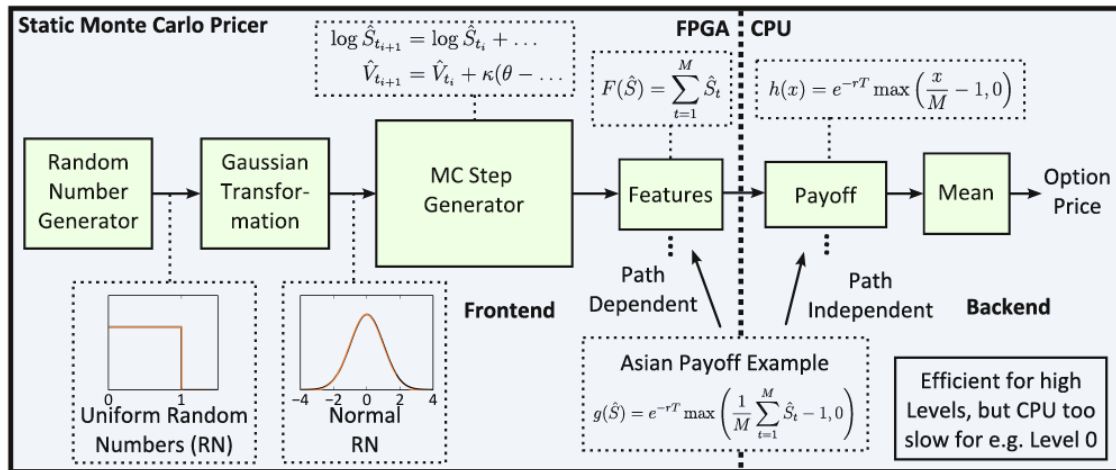 Static Monte Carlo Pricer
FPGA
CPU
log Ŝ_{t_{i+1}} = log Ŝ_{t_i} + …
V̂_{t_{i+1}} = V̂_{t_i} + κ(θ − …
F(Ŝ) = ∑_{t=1}^{M} Ŝ_t
h(x) = e^{−rT} max (x/M − 1, 0)
Random
Number
Generator
Gaussian
Transfor-
mation
MC Step
Generator
Features
Payoff
Mean
Option
Price
Path
Dependent
Path
Independent
Frontend
Backend
0 1
Uniform Random
Numbers (RN)
−4 −2 0 2 4
Normal
RN
Asian Payoff Example
g(Ŝ) = e^{−rT} max (1/M ∑_{t=1}^{M} Ŝ_t − 1, 0)
Efficient for high
Levels, but CPU too
slow for e.g. Level 0